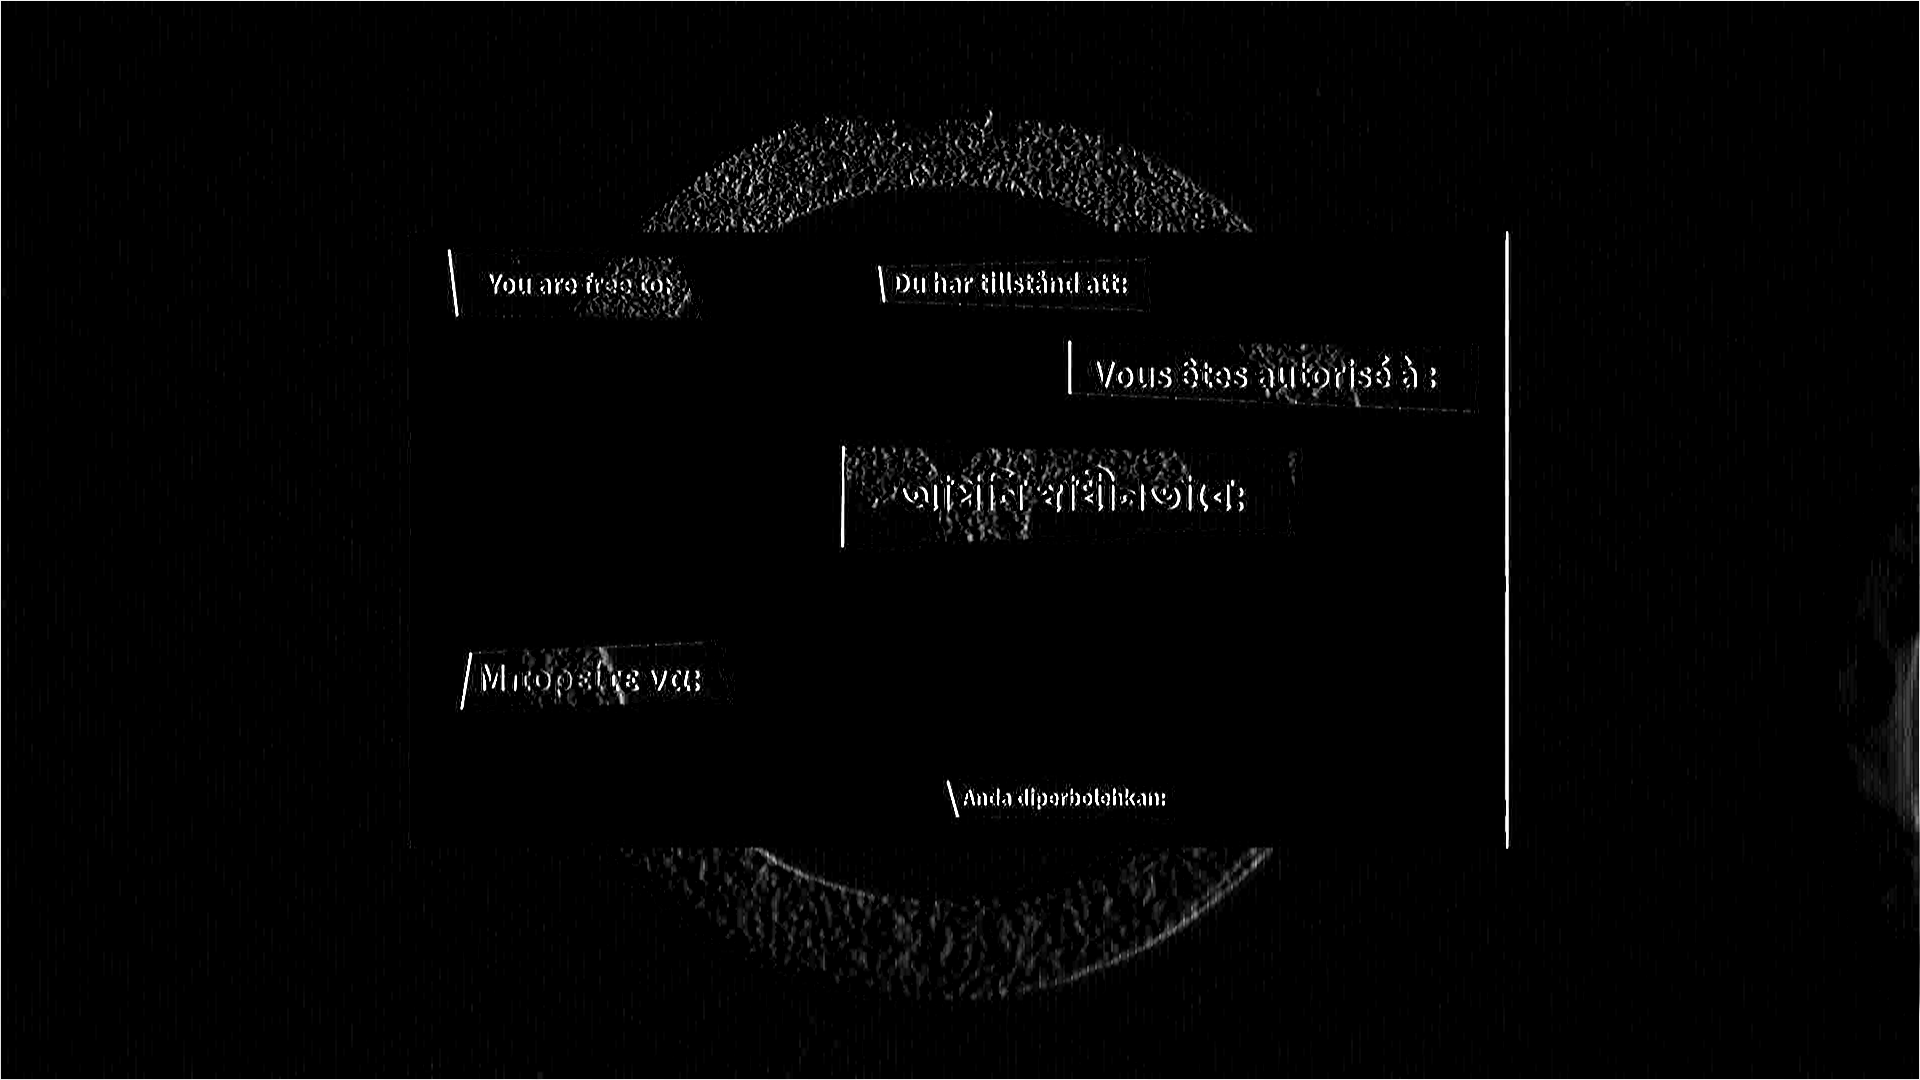 You are free to:
Du har tillstånd att:
Vous êtes autorisé à :
আপনি স্বাধীনভাবে:
Μπορείτε να:
Anda diperbolehkan: